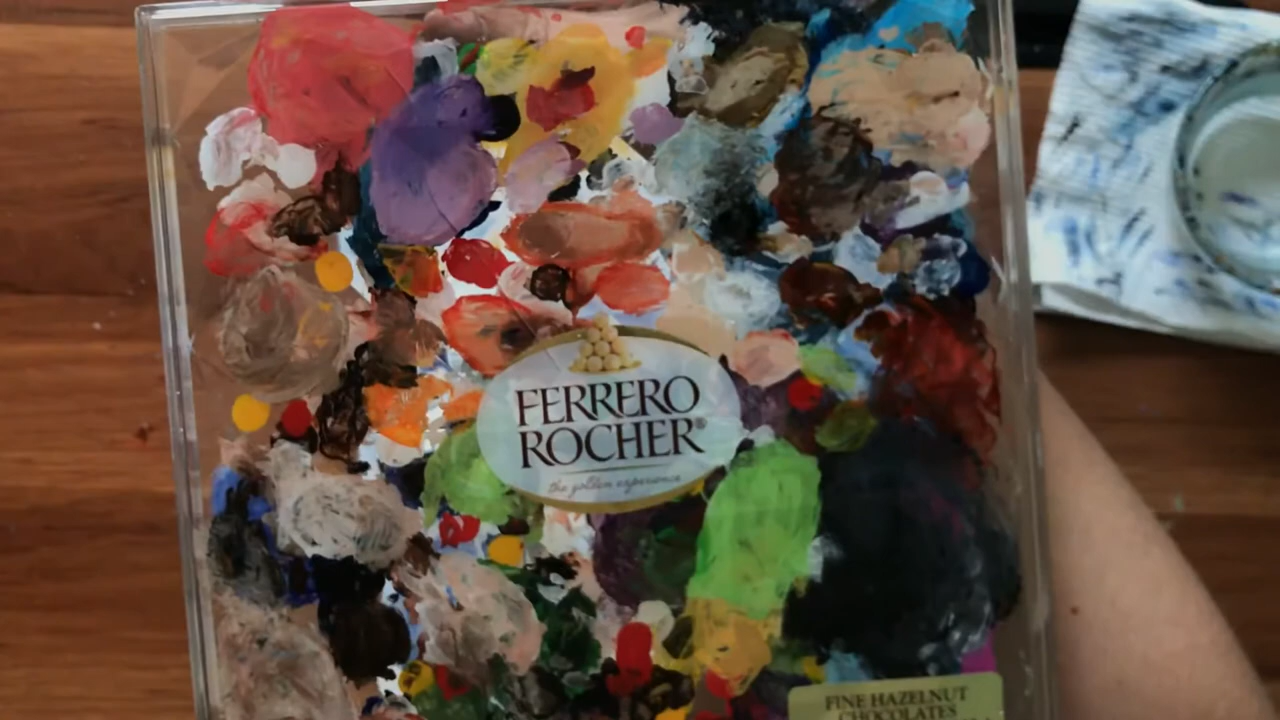 FERRERO
ROCHER®
the golden experience
FINE HAZELNUT
CHOCOLATES